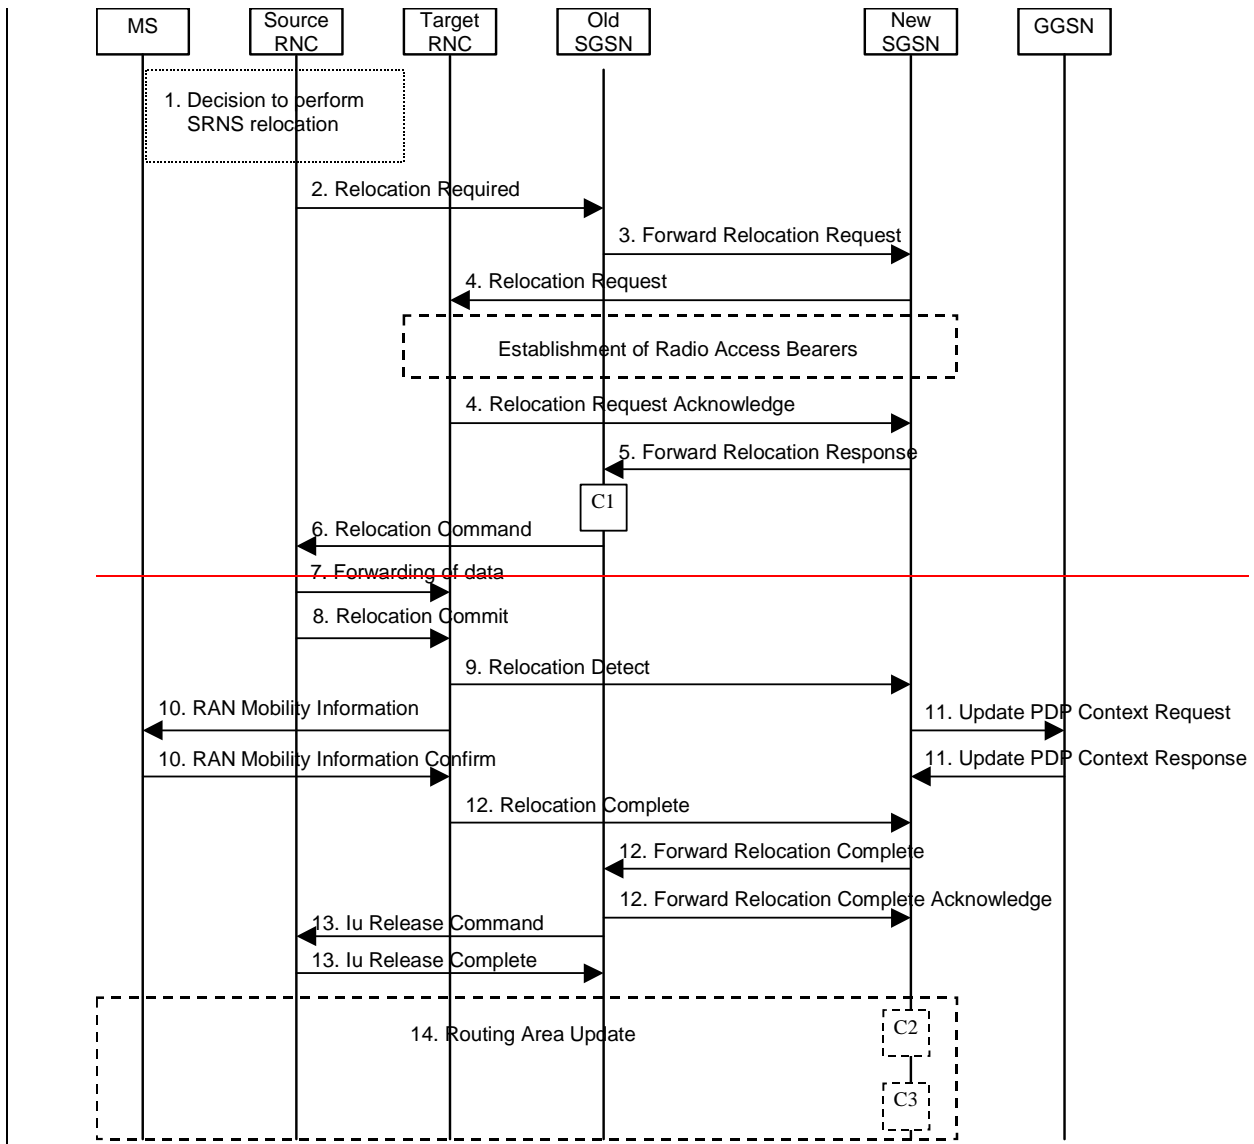 MS
Source
RNC
Target
RNC
Old
SGSN
New
SGSN
GGSN
1. Decision to perform
SRNS relocation
2. Relocation Required
3. Forward Relocation Request
4. Relocation Request
Establishment of Radio Access Bearers
4. Relocation Request Acknowledge
5. Forward Relocation Response
C1
6. Relocation Command
7. Forwarding of data
8. Relocation Commit
9. Relocation Detect
10. RAN Mobility Information
11. Update PDP Context Request
10. RAN Mobility Information Confirm
11. Update PDP Context Response
12. Relocation Complete
12. Forward Relocation Complete
12. Forward Relocation Complete Acknowledge
13. Iu Release Command
13. Iu Release Complete
14. Routing Area Update
C2
C3